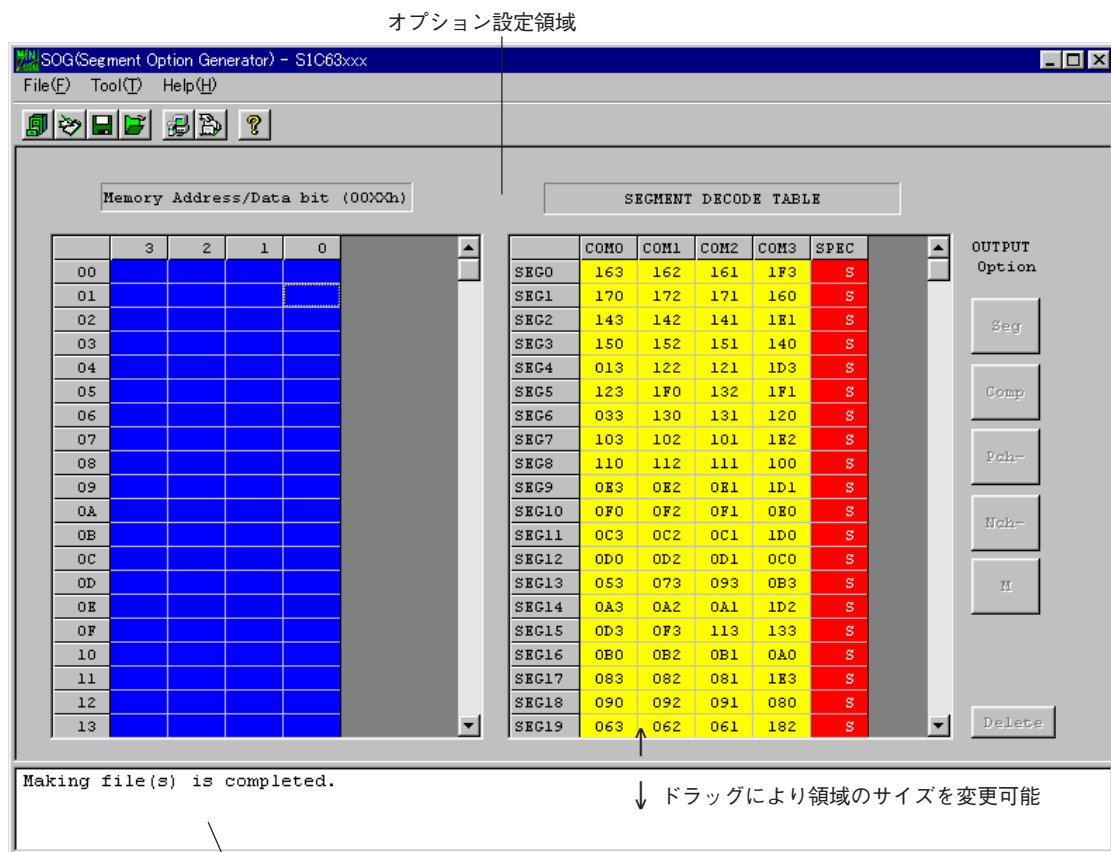 オプション設定領域
SOG(Segment Option Generator) - S1C63xxx
File(F) Tool(T) Help(H)
Memory Address/Data bit (00XXh)
SEGMENT DECODE TABLE
3 2 1 0
00
01
02
03
04
05
06
07
08
09
0A
0B
0C
0D
0E
0F
10
11
12
13
COM0 COM1 COM2 COM3 SPEC
SEG0 163 162 161 1F3 S
SEG1 170 172 171 160 S
SEG2 143 142 141 1E1 S
SEG3 150 152 151 140 S
SEG4 013 122 121 1D3 S
SEG5 123 1F0 132 1F1 S
SEG6 033 130 131 120 S
SEG7 103 102 101 1E2 S
SEG8 110 112 111 100 S
SEG9 0E3 0E2 0E1 1D1 S
SEG10 0F0 0F2 0F1 0E0 S
SEG11 0C3 0C2 0C1 1D0 S
SEG12 0D0 0D2 0D1 0C0 S
SEG13 053 073 093 0B3 S
SEG14 0A3 0A2 0A1 1D2 S
SEG15 0D3 0F3 113 133 S
SEG16 0B0 0B2 0B1 0A0 S
SEG17 083 082 081 1E3 S
SEG18 090 092 091 080 S
SEG19 063 062 061 182 S
OUTPUT
Option
Seg
Comp
Pch-
Nch-
M
Delete
Making file(s) is completed.
ドラッグにより領域のサイズを変更可能